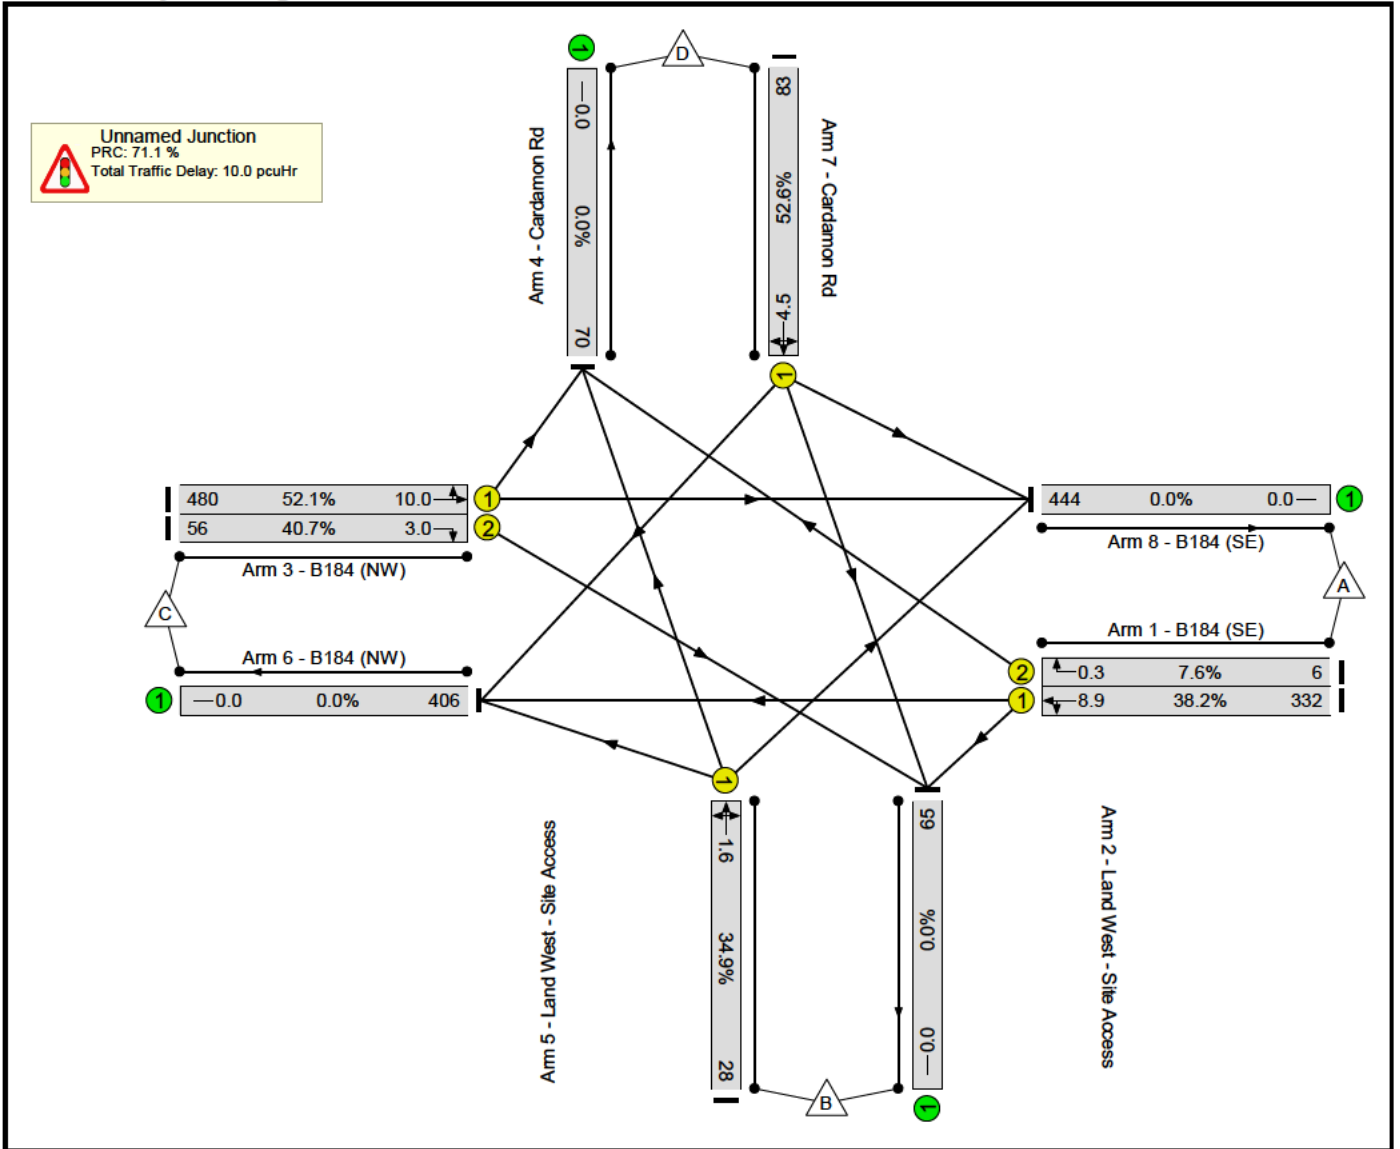 Unnamed Junction
PRC: 71.1 %
Total Traffic Delay: 10.0 pcuHr
D
1
0.0
0.0%
70
Arm 4 - Cardamon Rd
83
52.6%
4.5
1
Arm 7 - Cardamon Rd
480 52.1% 10.0 1
56 40.7% 3.0 2
Arm 3 - B184 (NW)
C
Arm 6 - B184 (NW)
1 0.0 0.0% 406
444 0.0% 0.0 1
Arm 8 - B184 (SE)
A
Arm 1 - B184 (SE)
2 0.3 7.6% 6
1 8.9 38.2% 332
1
1.6
34.9%
28
Arm 5 - Land West - Site Access
59
0.0%
0.0
1
Arm 2 - Land West - Site Access
B